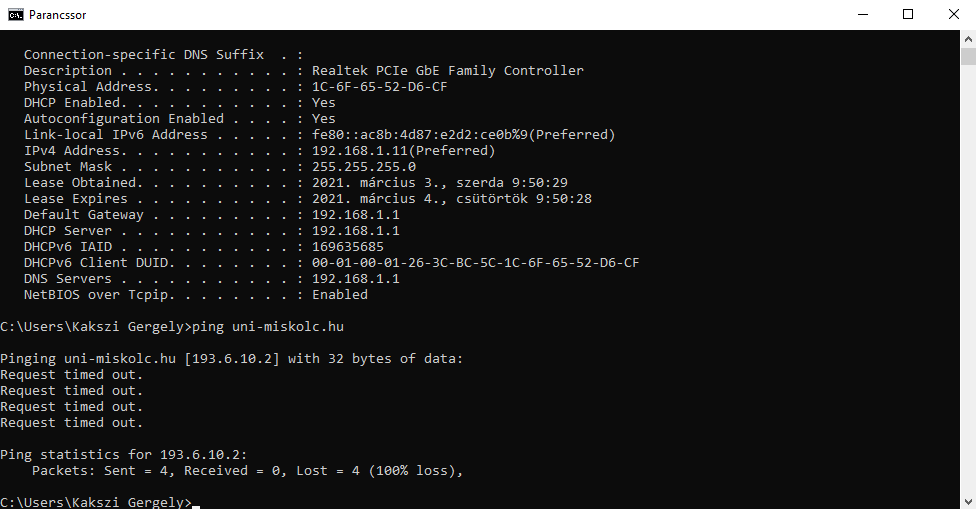 Parancssor
Connection-specific DNS Suffix  . :
Description . . . . . . . . . . . : Realtek PCIe GbE Family Controller
Physical Address. . . . . . . . . : 1C-6F-65-52-D6-CF
DHCP Enabled. . . . . . . . . . . : Yes
Autoconfiguration Enabled . . . . : Yes
Link-local IPv6 Address . . . . . : fe80::ac8b:4d87:e2d2:ce0b%9(Preferred)
IPv4 Address. . . . . . . . . . . : 192.168.1.11(Preferred)
Subnet Mask . . . . . . . . . . . : 255.255.255.0
Lease Obtained. . . . . . . . . . : 2021. március 3., szerda 9:50:29
Lease Expires . . . . . . . . . . : 2021. március 4., csütörtök 9:50:28
Default Gateway . . . . . . . . . : 192.168.1.1
DHCP Server . . . . . . . . . . . : 192.168.1.1
DHCPv6 IAID . . . . . . . . . . . : 169635685
DHCPv6 Client DUID. . . . . . . . : 00-01-00-01-26-3C-BC-5C-1C-6F-65-52-D6-CF
DNS Servers . . . . . . . . . . . : 192.168.1.1
NetBIOS over Tcpip. . . . . . . . : Enabled
C:\Users\Kakszi Gergely>ping uni-miskolc.hu
Pinging uni-miskolc.hu [193.6.10.2] with 32 bytes of data:
Request timed out.
Request timed out.
Request timed out.
Request timed out.
Ping statistics for 193.6.10.2:
Packets: Sent = 4, Received = 0, Lost = 4 (100% loss),
C:\Users\Kakszi Gergely>